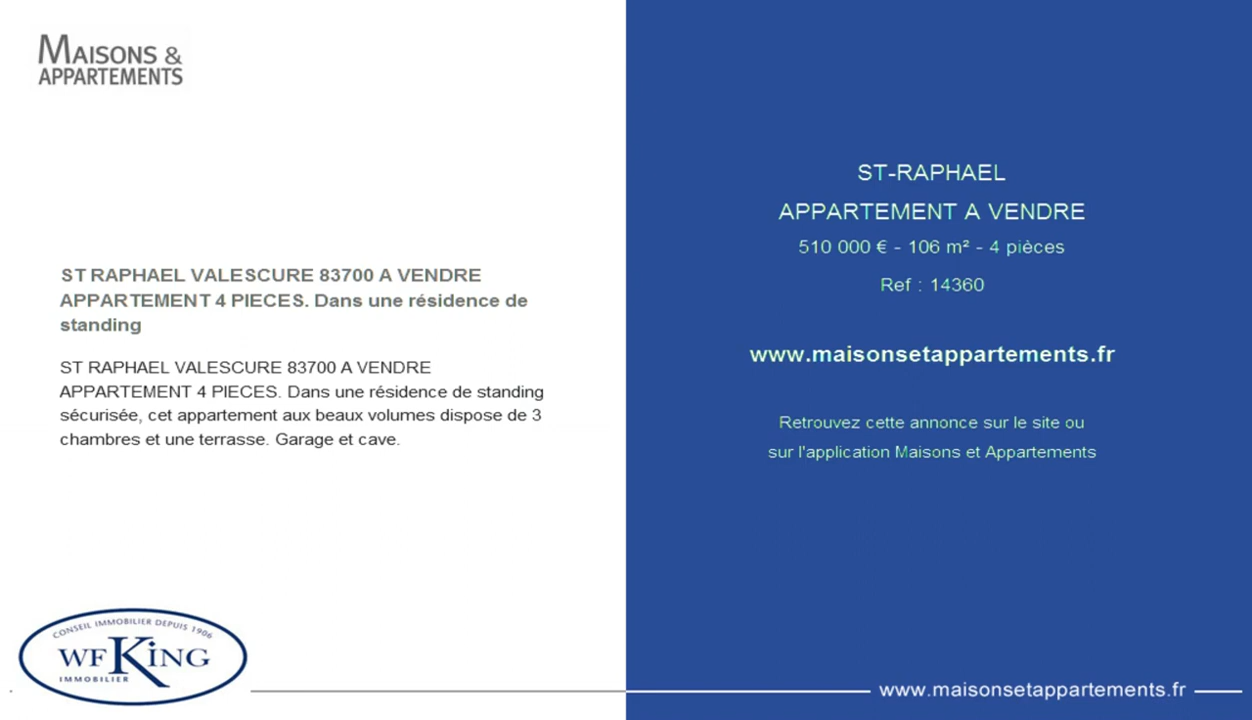 MAISONS &
APPARTEMENTS
ST RAPHAEL VALESCURE 83700 A VENDRE
APPARTEMENT 4 PIECES. Dans une résidence de
standing
ST RAPHAEL VALESCURE 83700 A VENDRE
APPARTEMENT 4 PIECES. Dans une résidence de standing
sécurisée, cet appartement aux beaux volumes dispose de 3
chambres et une terrasse. Garage et cave.
CONSEIL IMMOBILIER DEPUIS 1906
WF KING
IMMOBILIER
ST-RAPHAEL
APPARTEMENT A VENDRE
510 000 € - 106 m² - 4 pièces
Ref : 14360
www.maisonsetappartements.fr
Retrouvez cette annonce sur le site ou
sur l'application Maisons et Appartements
www.maisonsetappartements.fr